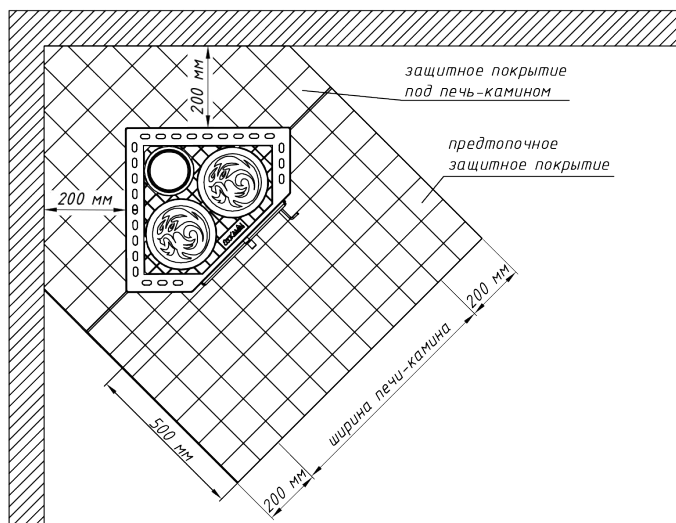 защитное покрытие
под печь-камином
предтопочное
защитное покрытие
200 мм
200 мм
500 мм
200 мм
ширина печи-камина
200 мм